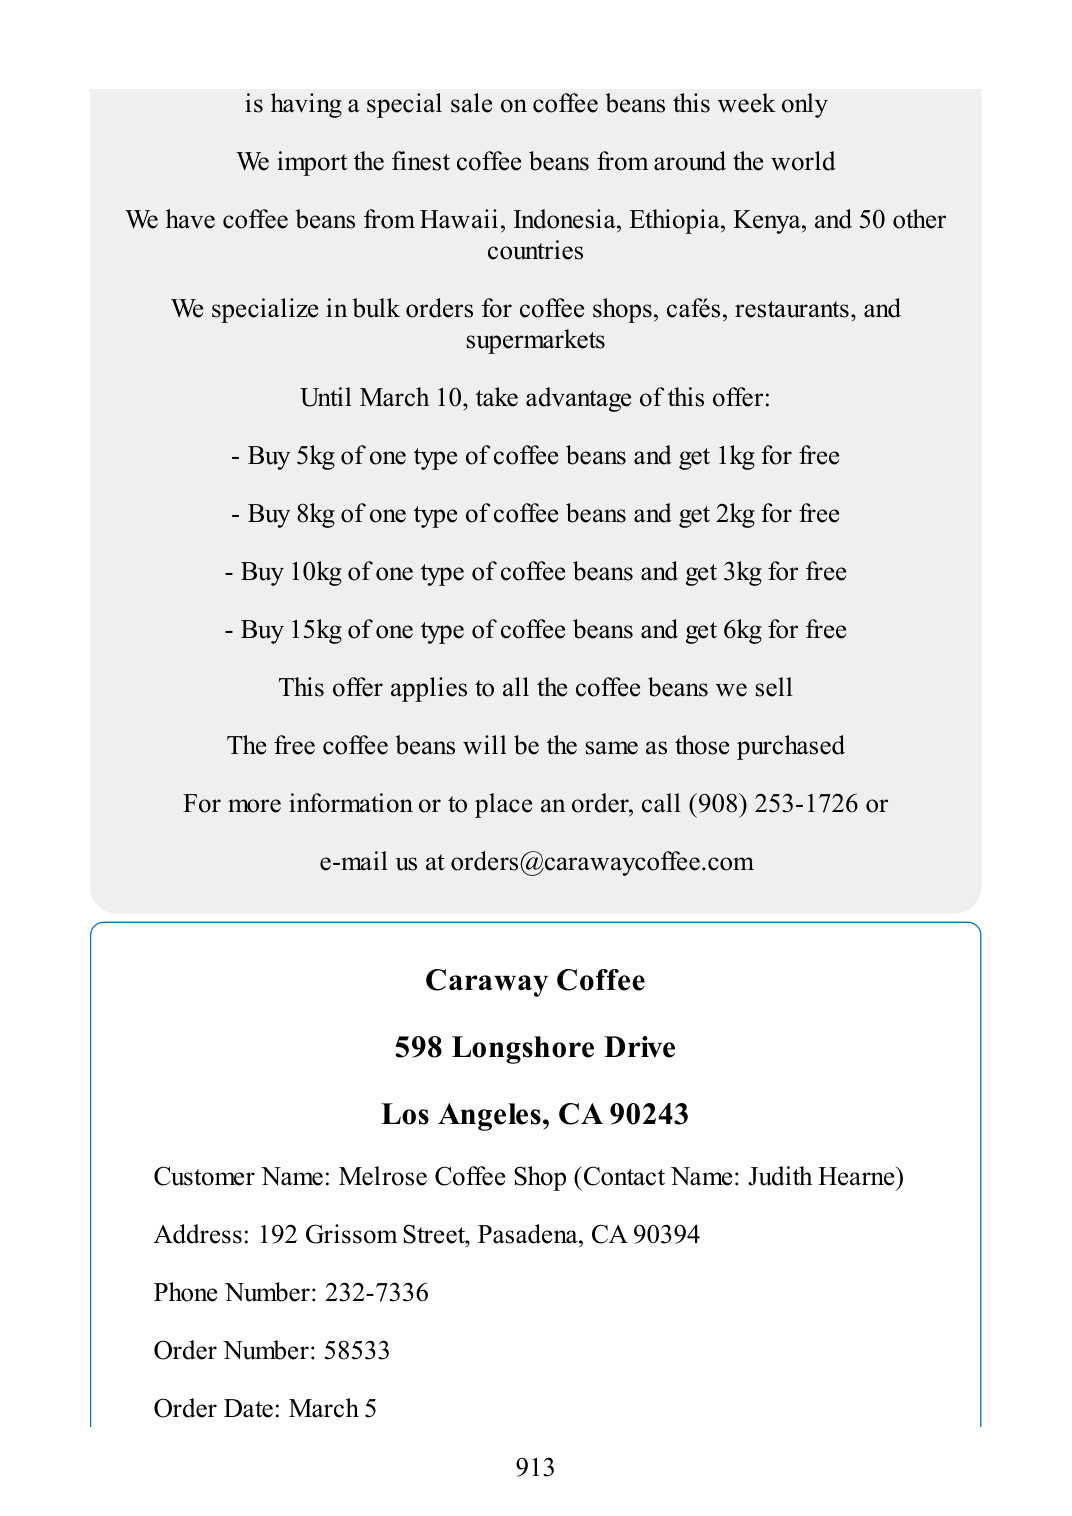 is having a special sale on coffee beans this week only
We import the finest coffee beans from around the world
We have coffee beans from Hawaii, Indonesia, Ethiopia, Kenya, and 50 other
countries
We specialize in bulk orders for coffee shops, cafés, restaurants, and
supermarkets
Until March 10, take advantage of this offer:
- Buy 5kg of one type of coffee beans and get 1kg for free
- Buy 8kg of one type of coffee beans and get 2kg for free
- Buy 10kg of one type of coffee beans and get 3kg for free
- Buy 15kg of one type of coffee beans and get 6kg for free
This offer applies to all the coffee beans we sell
The free coffee beans will be the same as those purchased
For more information or to place an order, call (908) 253-1726 or
e-mail us at orders@carawaycoffee.com
Caraway Coffee
598 Longshore Drive
Los Angeles, CA 90243
Customer Name: Melrose Coffee Shop (Contact Name: Judith Hearne)
Address: 192 Grissom Street, Pasadena, CA 90394
Phone Number: 232-7336
Order Number: 58533
Order Date: March 5
913